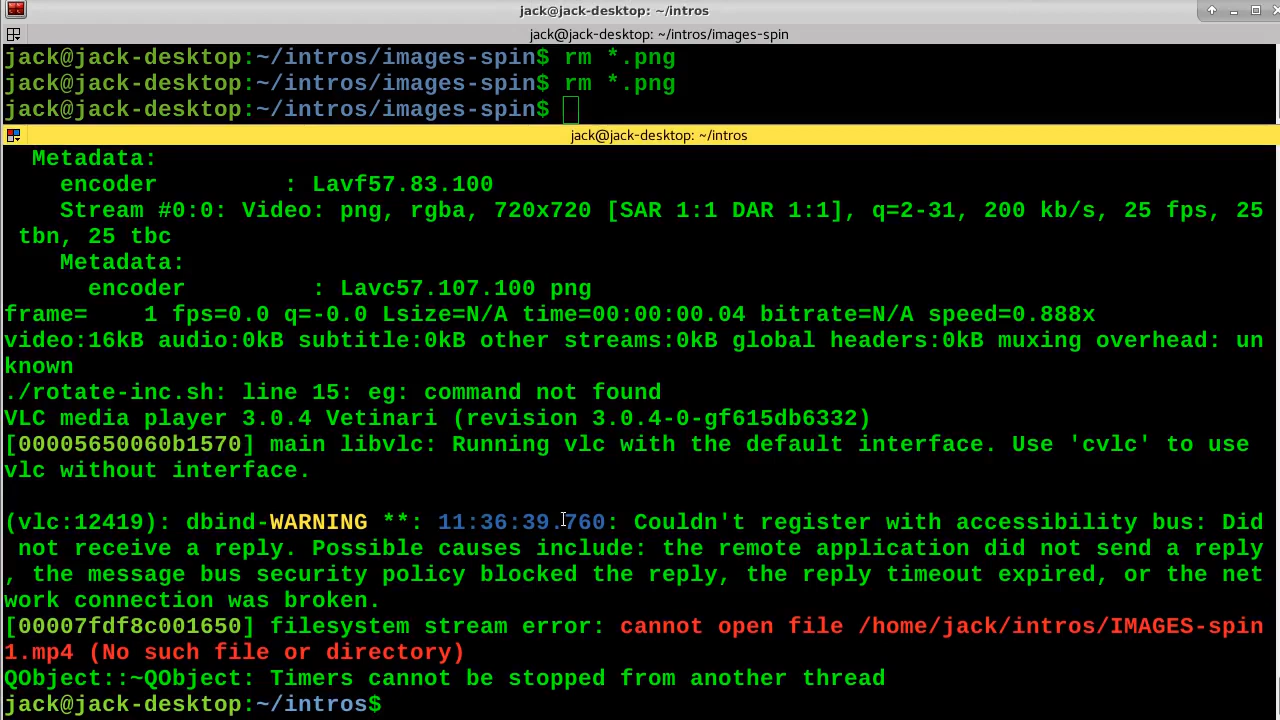 jack@jack-desktop: ~/intros
jack@jack-desktop: ~/intros/images-spin
jack@jack-desktop:~/intros/images-spin$ rm *.png
jack@jack-desktop:~/intros/images-spin$ rm *.png
jack@jack-desktop:~/intros/images-spin$
jack@jack-desktop: ~/intros
  Metadata:
    encoder         : Lavf57.83.100
    Stream #0:0: Video: png, rgba, 720x720 [SAR 1:1 DAR 1:1], q=2-31, 200 kb/s, 25 fps, 25
 tbn, 25 tbc
    Metadata:
      encoder         : Lavc57.107.100 png
frame=    1 fps=0.0 q=-0.0 Lsize=N/A time=00:00:00.04 bitrate=N/A speed=0.888x
video:16kB audio:0kB subtitle:0kB other streams:0kB global headers:0kB muxing overhead: un
known
./rotate-inc.sh: line 15: eg: command not found
VLC media player 3.0.4 Vetinari (revision 3.0.4-0-gf615db6332)
[00005650060b1570] main libvlc: Running vlc with the default interface. Use 'cvlc' to use
vlc without interface.
(vlc:12419): dbind-WARNING **: 11:36:39.760: Couldn't register with accessibility bus: Did
 not receive a reply. Possible causes include: the remote application did not send a reply
, the message bus security policy blocked the reply, the reply timeout expired, or the net
work connection was broken.
[00007fdf8c001650] filesystem stream error: cannot open file /home/jack/intros/IMAGES-spin
1.mp4 (No such file or directory)
QObject::~QObject: Timers cannot be stopped from another thread
jack@jack-desktop:~/intros$